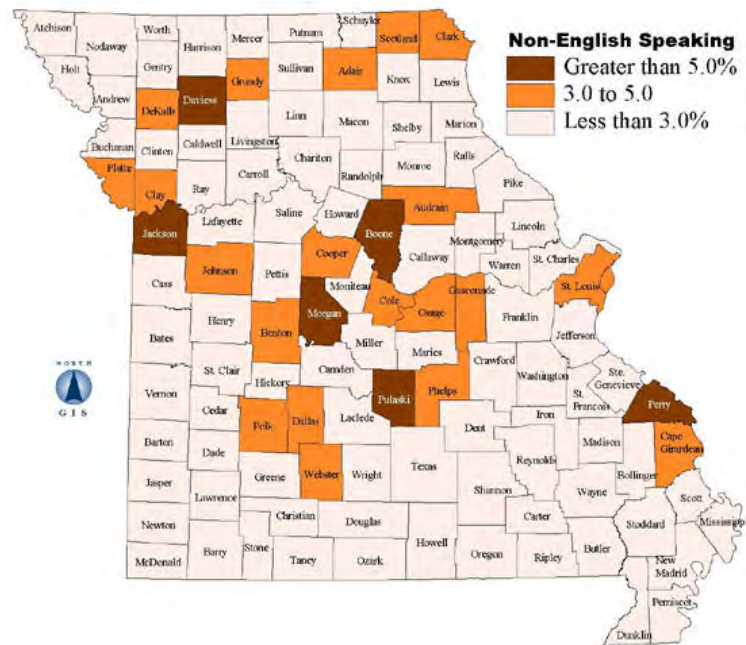 Non-English Speaking
Greater than 5.0%
3.0 to 5.0
Less than 3.0%
Atchison
Nodaway
Worth
Harrison
Mercer
Putnam
Schuyler
Scotland
Clark
Holt
Gentry
Sullivan
Adair
Knox
Lewis
Andrew
DeKalb
Daviess
Grundy
Linn
Macon
Shelby
Marion
Buchanan
Clinton
Caldwell
Livingston
Chariton
Randolph
Monroe
Ralls
Pike
Platte
Clay
Ray
Carroll
Saline
Howard
Boone
Audrain
Lincoln
Jackson
Lafayette
Cooper
Callaway
Montgomery
Warren
St. Charles
Cass
Johnson
Pettis
Moniteau
Cole
Osage
Gasconade
St. Louis
Franklin
Jefferson
Bates
Henry
Benton
Morgan
Miller
Maries
NORTH
GIS
Vernon
St. Clair
Hickory
Camden
Pulaski
Phelps
Crawford
Washington
Ste.
Genevieve
St.
Francois
Perry
Cedar
Polk
Dallas
Laclede
Dent
Iron
Madison
Cape
Girardeau
Barton
Dade
Greene
Webster
Wright
Texas
Reynolds
Bollinger
Jasper
Lawrence
Christian
Douglas
Shannon
Wayne
Scott
Newton
Carter
Stoddard
Mississippi
McDonald
Barry
Stone
Taney
Ozark
Howell
Oregon
Ripley
Butler
New
Madrid
Pemiscot
Dunklin